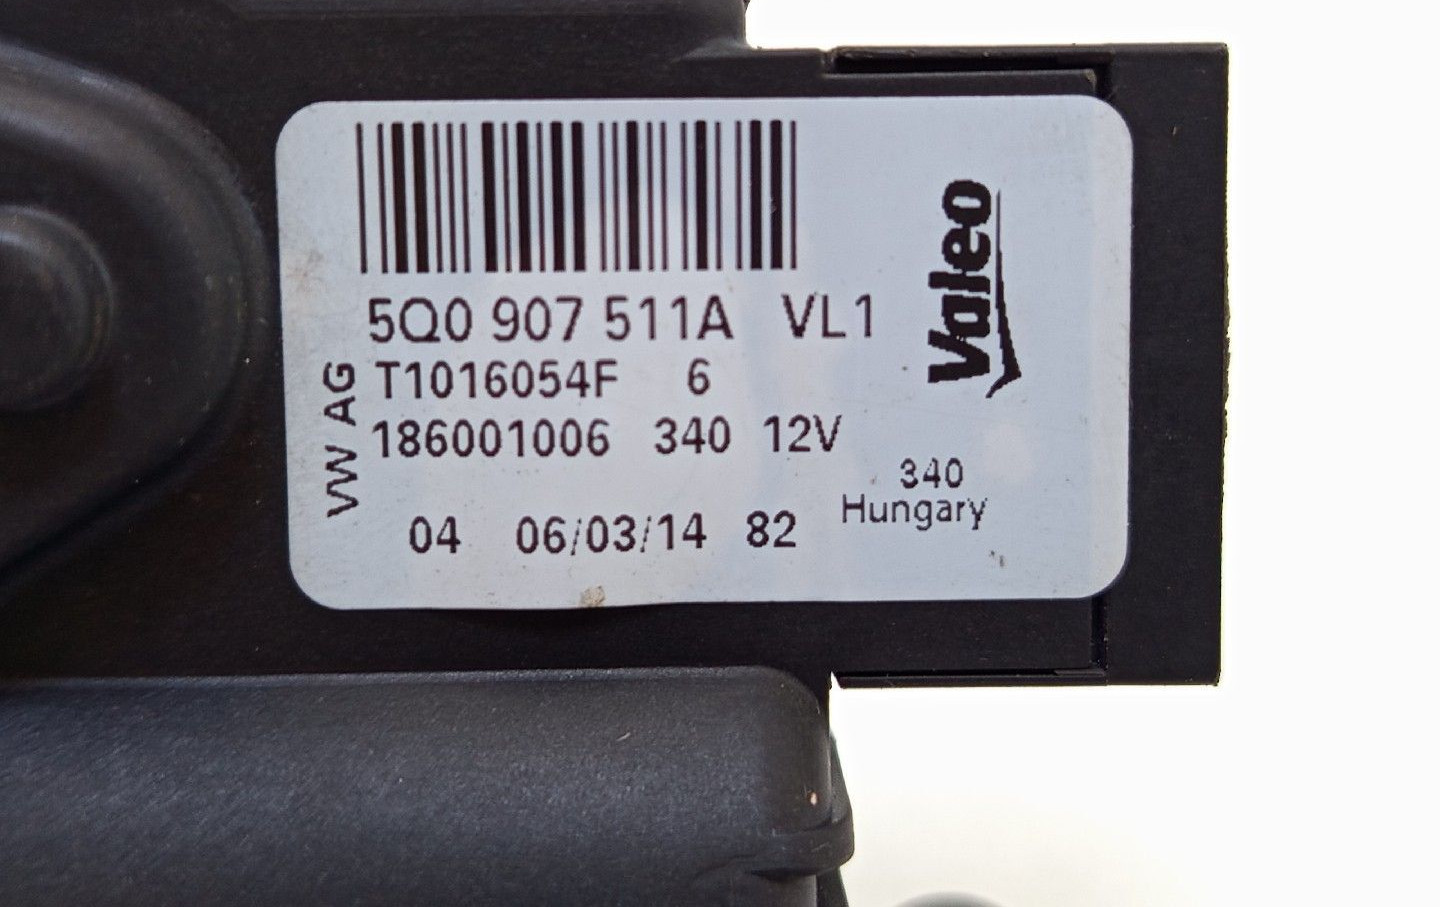 5Q0 907 511A VL1
T1016054F 6
186001006 340 12V
04 06/03/14 82
VW AG
Valeo
340
Hungary